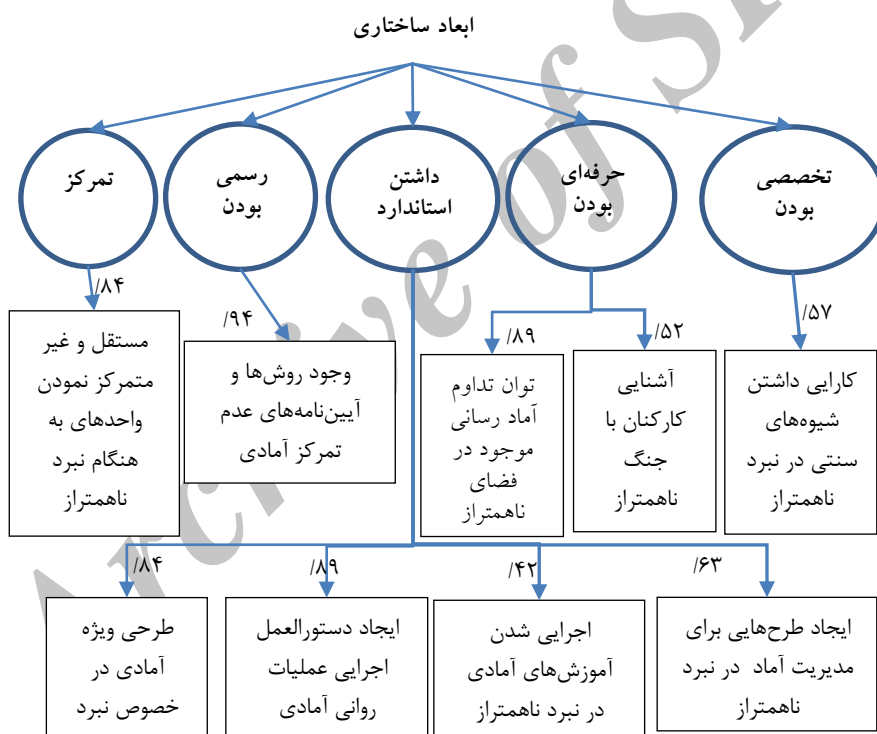 ابعاد ساختاری
تخصصی
بودن
حرفه‌ای
بودن
داشتن
استاندارد
رسمی
بودن
تمرکز
/۵۷
/۵۲
/۸۹
/۹۴
/۸۴
کارایی داشتن
شیوه‌های
سنتی در نبرد
ناهمتراز
آشنایی
کارکنان با
جنگ
ناهمتراز
توان تداوم
آماد رسانی
موجود در
فضای
ناهمتراز
وجود روش‌ها و
آیین‌نامه‌های عدم
تمرکز آمادی
مستقل و غیر
متمرکز نمودن
واحدهای به
هنگام نبرد
ناهمتراز
/۶۳
/۴۲
/۸۹
/۸۴
ایجاد طرح‌هایی برای
مدیریت آماد در نبرد
ناهمتراز
اجرایی شدن
آموزش‌های آمادی
در نبرد ناهمتراز
ایجاد دستورالعمل
اجرایی عملیات
روانی آمادی
طرحی ویژه
آمادی در
خصوص نبرد
Archive of SI